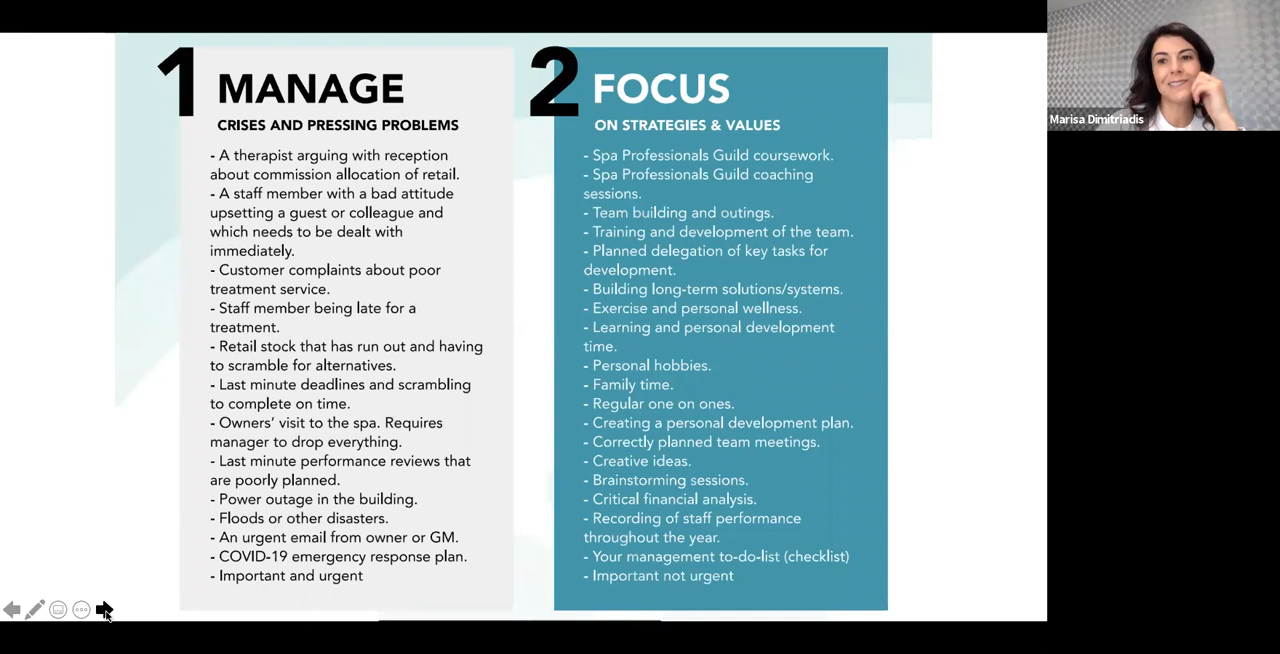 1 MANAGE
CRISES AND PRESSING PROBLEMS
- A therapist arguing with reception
about commission allocation of retail.
- A staff member with a bad attitude
upsetting a guest or colleague and
which needs to be dealt with
immediately.
- Customer complaints about poor
treatment service.
- Staff member being late for a
treatment.
- Retail stock that has run out and having
to scramble for alternatives.
- Last minute deadlines and scrambling
to complete on time.
- Owners’ visit to the spa. Requires
manager to drop everything.
- Last minute performance reviews that
are poorly planned.
- Power outage in the building.
- Floods or other disasters.
- An urgent email from owner or GM.
- COVID-19 emergency response plan.
- Important and urgent
2 FOCUS
ON STRATEGIES & VALUES
- Spa Professionals Guild coursework.
- Spa Professionals Guild coaching
sessions.
- Team building and outings.
- Training and development of the team.
- Planned delegation of key tasks for
development.
- Building long-term solutions/systems.
- Exercise and personal wellness.
- Learning and personal development
time.
- Personal hobbies.
- Family time.
- Regular one on ones.
- Creating a personal development plan.
- Correctly planned team meetings.
- Creative ideas.
- Brainstorming sessions.
- Critical financial analysis.
- Recording of staff performance
throughout the year.
- Your management to-do-list (checklist)
- Important not urgent
Marisa Dimitriadis